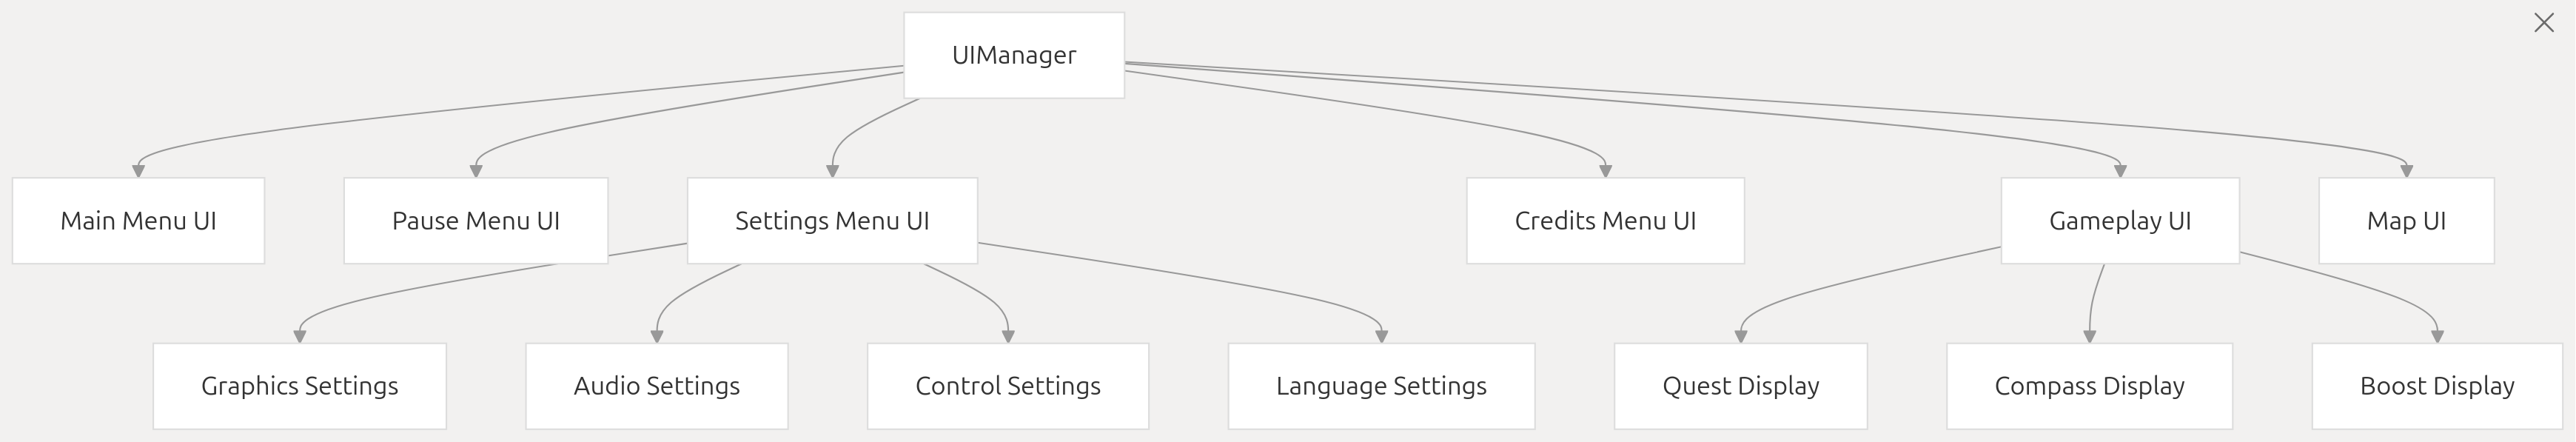 UIManager
Main Menu UI
Pause Menu UI
Settings Menu UI
Credits Menu UI
Gameplay UI
Map UI
Graphics Settings
Audio Settings
Control Settings
Language Settings
Quest Display
Compass Display
Boost Display